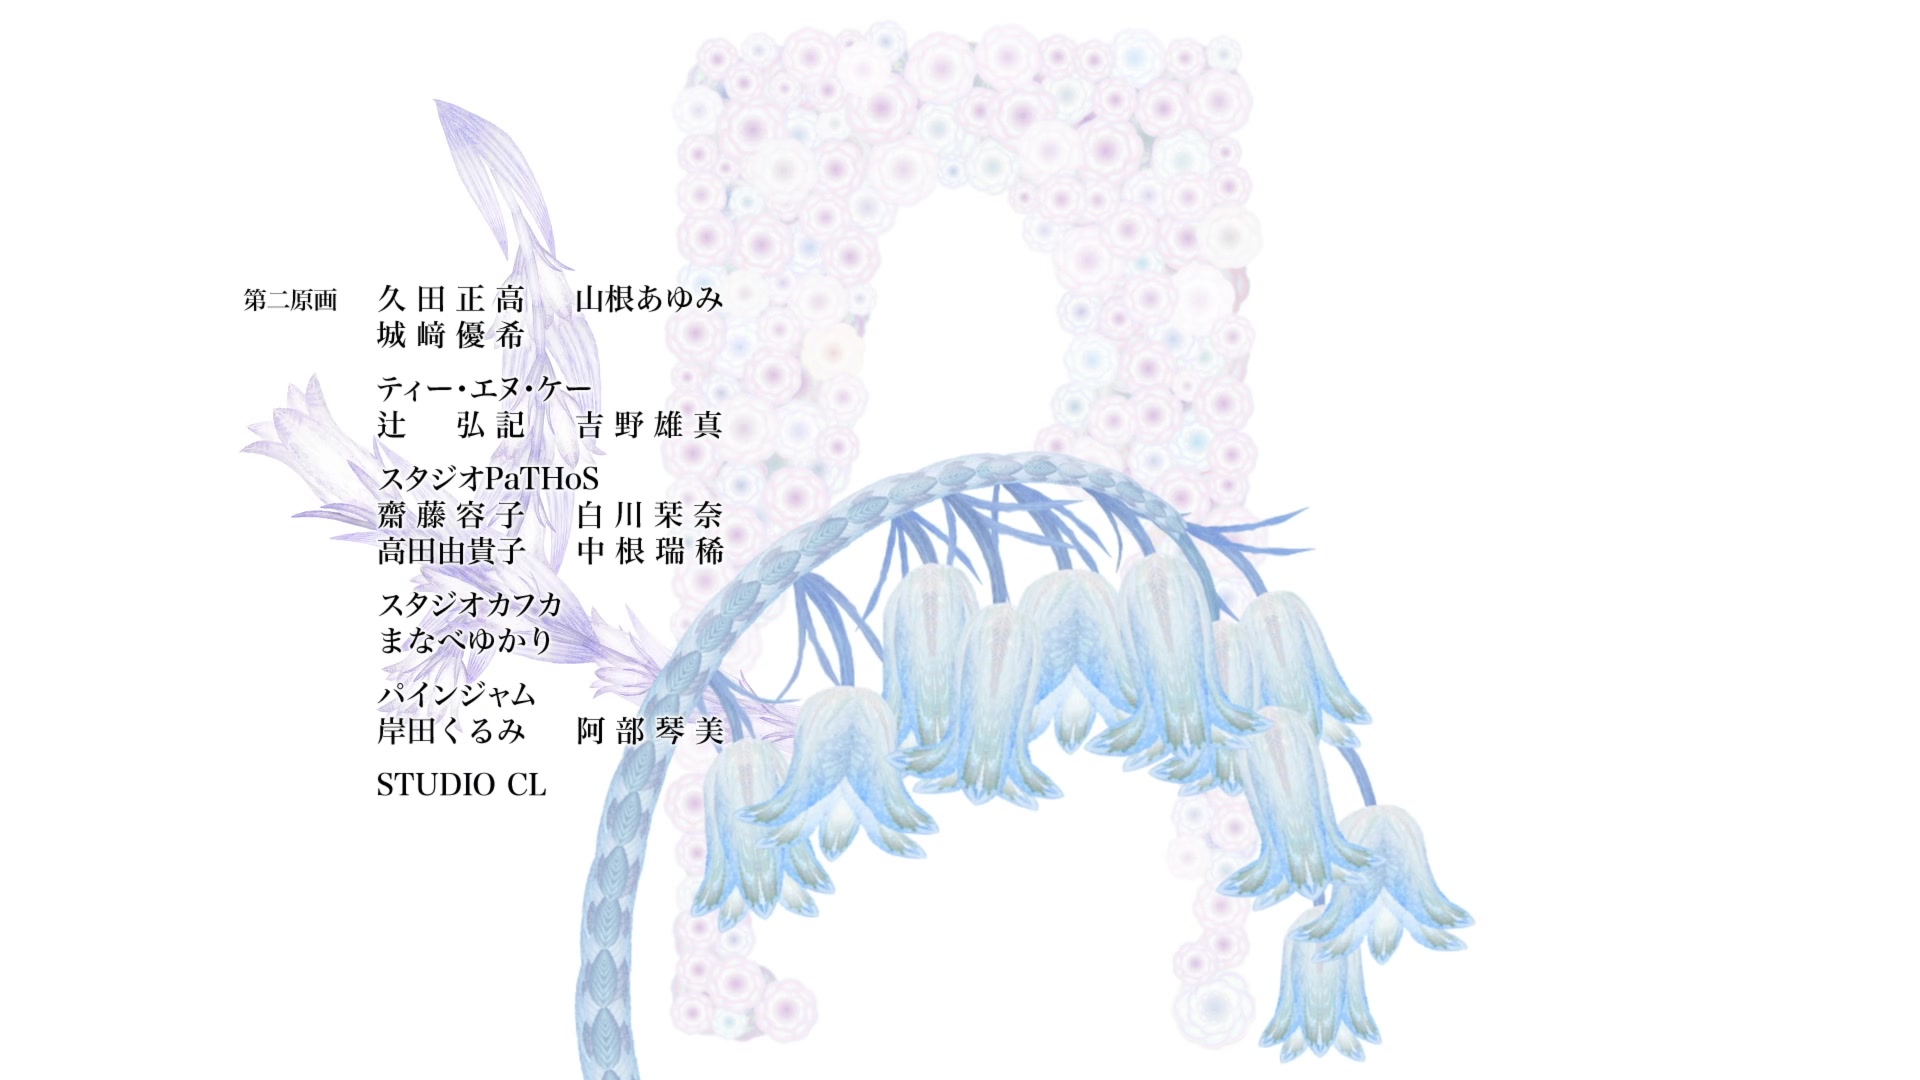 第二原画 久田正高 山根あゆみ
城﨑優希
ティー・エヌ・ケー
辻 弘記 吉野雄真
スタジオPaTHoS
齋藤容子 白川栞奈
高田由貴子 中根瑞稀
スタジオカフカ
まなべゆかり
パインジャム
岸田くるみ 阿部琴美
STUDIO CL